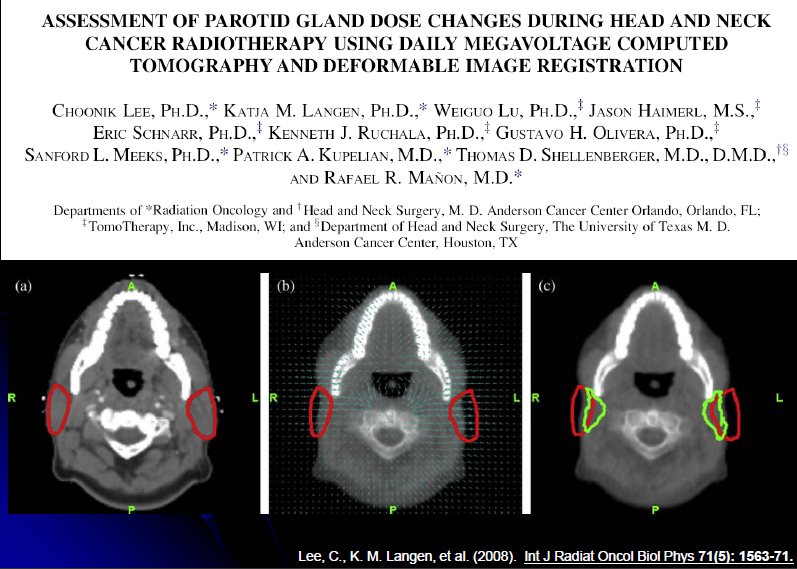 ASSESSMENT OF PAROTID GLAND DOSE CHANGES DURING HEAD AND NECK
CANCER RADIOTHERAPY USING DAILY MEGAVOLTAGE COMPUTED
TOMOGRAPHY AND DEFORMABLE IMAGE REGISTRATION
CHOONIK LEE, PH.D.,* KATJA M. LANGEN, PH.D.,* WEIGUO LU, PH.D.,‡ JASON HAIMERL, M.S.,‡
ERIC SCHNARR, PH.D.,‡ KENNETH J. RUCHALA, PH.D.,‡ GUSTAVO H. OLIVERA, PH.D.,‡
SANFORD L. MEEKS, PH.D.,* PATRICK A. KUPELIAN, M.D.,* THOMAS D. SHELLENBERGER, M.D., D.M.D.,†§
AND RAFAEL R. MAÑON, M.D.*
Departments of *Radiation Oncology and †Head and Neck Surgery, M. D. Anderson Cancer Center Orlando, Orlando, FL;
‡TomoTherapy, Inc., Madison, WI; and §Department of Head and Neck Surgery, The University of Texas M. D.
Anderson Cancer Center, Houston, TX
(a) A (b) A (c) A
R L R L R L
P P P
Lee, C., K. M. Langen, et al. (2008). Int J Radiat Oncol Biol Phys 71(5): 1563-71.